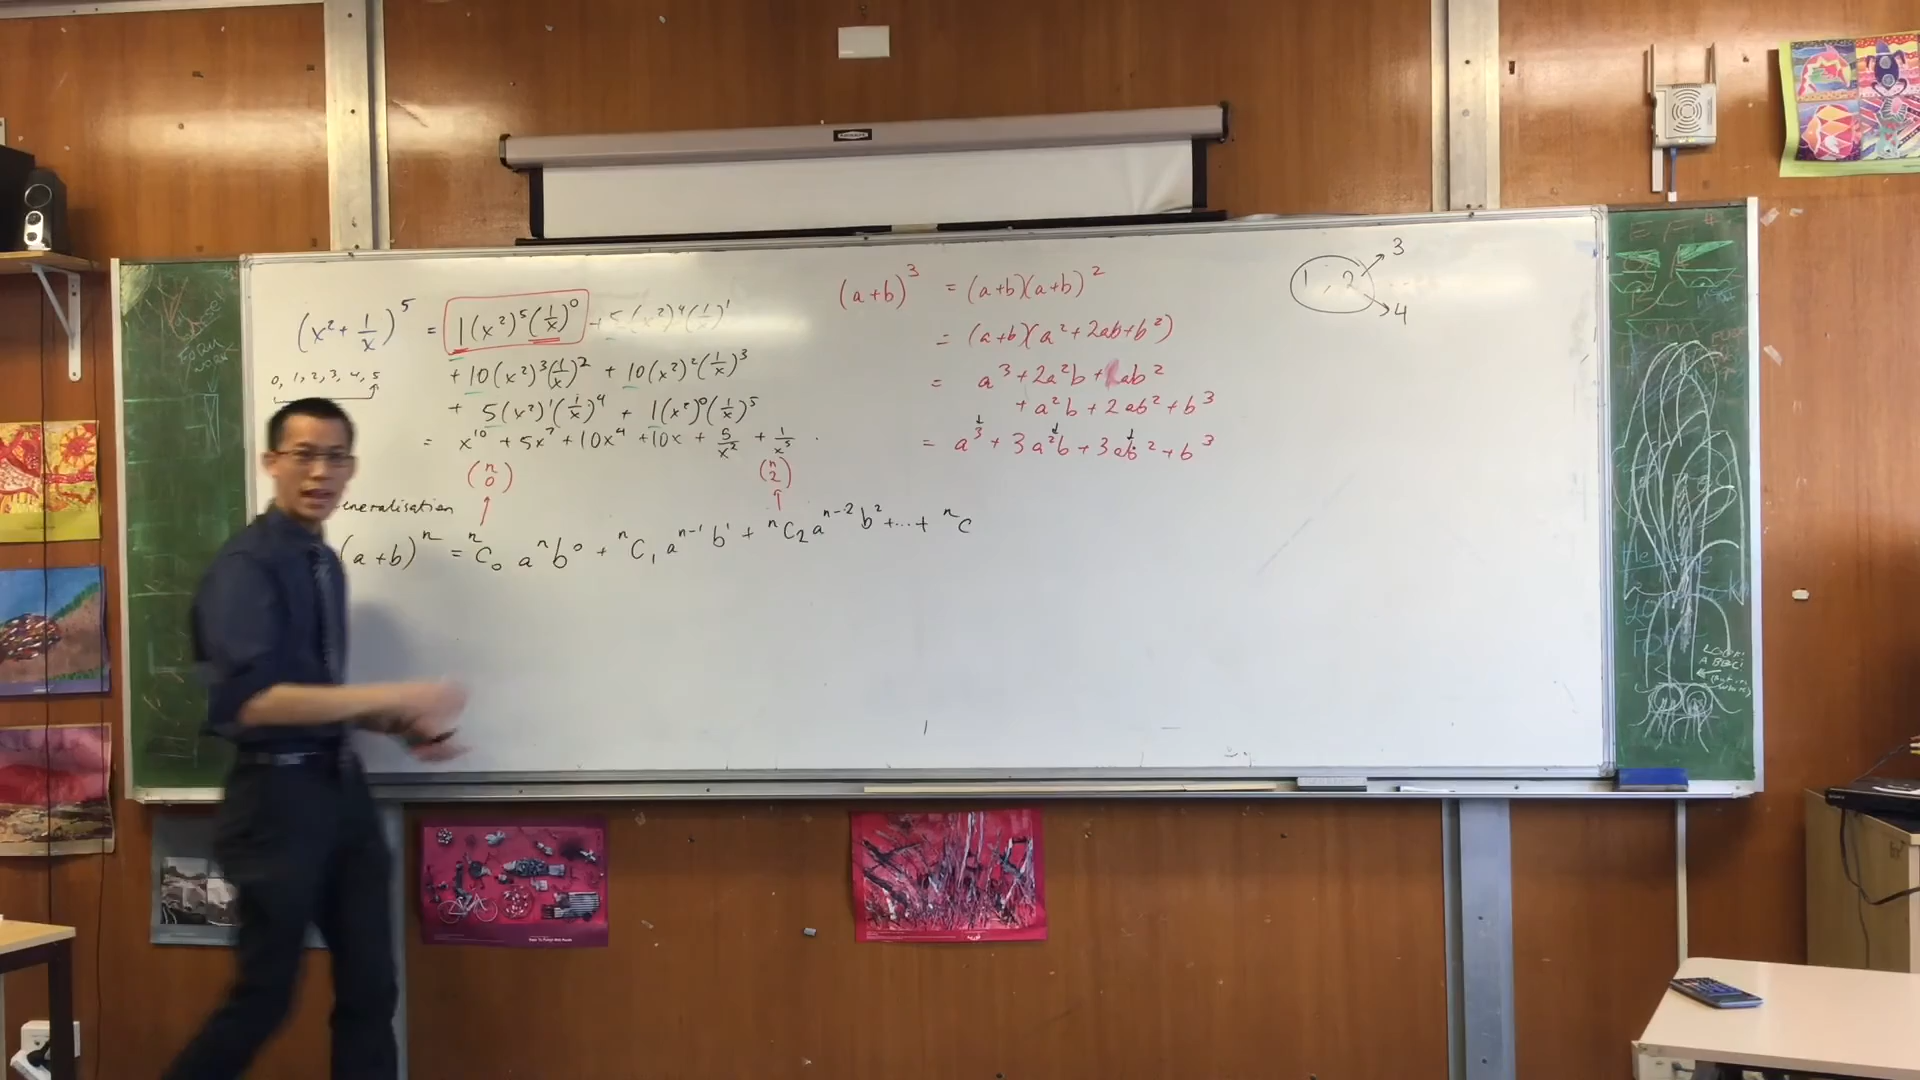 (x² + 1/x)⁵ = 1(x²)⁵(1/x)⁰ + 5(x²)⁴(1/x)¹
+ 10(x²)³(1/x)² + 10(x²)²(1/x)³
0, 1, 2, 3, 4, 5
+ 5(x²)¹(1/x)⁴ + 1(x²)⁰(1/x)⁵
= x¹⁰ + 5x⁷ + 10x⁴ + 10x + 5/x² + 1/x⁵ .
(n 0) (n 2)
eneralisation
(a+b)ⁿ = ⁿC₀ aⁿb⁰ + ⁿC₁ aⁿ⁻¹b¹ + ⁿC₂aⁿ⁻²b² + ... + ⁿC
(a+b)³ = (a+b)(a+b)²
= (a+b)(a² + 2ab + b²)
= a³ + 2a²b + ab²
+ a²b + 2ab² + b³
= a³ + 3a²b + 3ab² + b³
1, 2
3
4
LOOK!
A BBC!